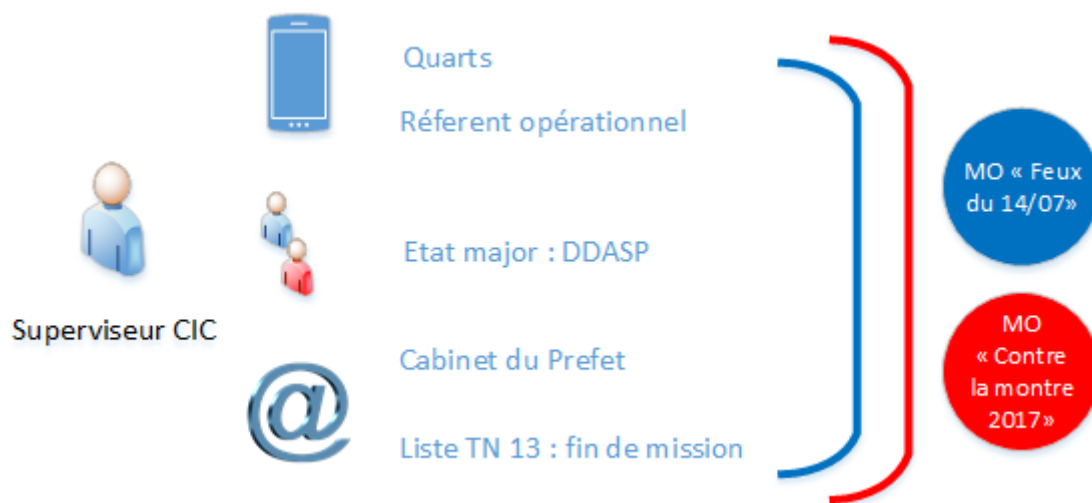 Quarts
Réferent opérationnel
Superviseur CIC
Etat major : DDASP
Cabinet du Prefet
Liste TN 13 : fin de mission
MO « Feux
du 14/07»
MO
« Contre
la montre
2017»
@